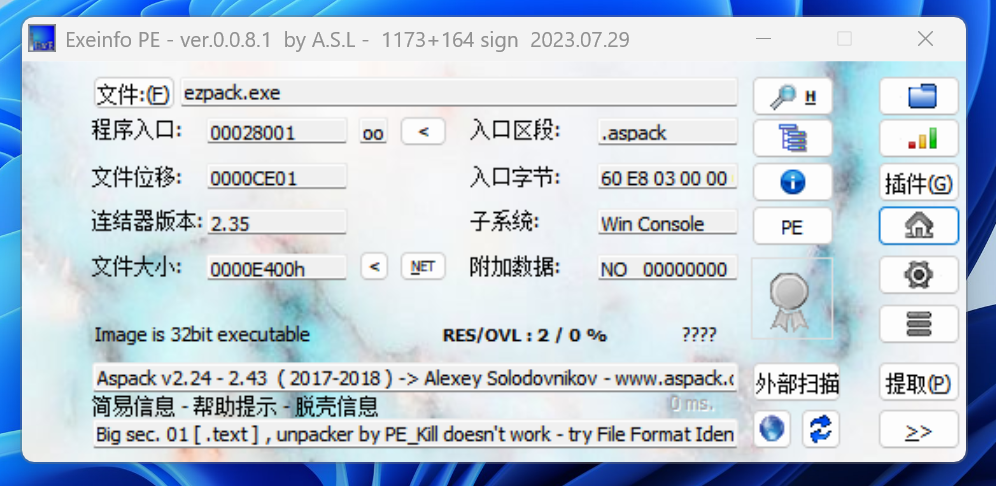 Exeinfo PE - ver.0.0.8.1 by A.S.L - 1173+164 sign 2023.07.29
文件:(F) ezpack.exe H
程序入口: 00028001 oo < 入口区段: .aspack
文件位移: 0000CE01 入口字节: 60 E8 03 00 00 插件(G)
连结器版本: 2.35 子系统: Win Console PE
文件大小: 0000E400h < NET 附加数据: NO 00000000
Image is 32bit executable RES/OVL : 2 / 0 % ????
Aspack v2.24 - 2.43 ( 2017-2018 ) -> Alexey Solodovnikov - www.aspack.c 外部扫描 提取(P)
简易信息 - 帮助提示 - 脱壳信息 0 ms.
Big sec. 01 [ .text ] , unpacker by PE_Kill doesn't work - try File Format Iden >>